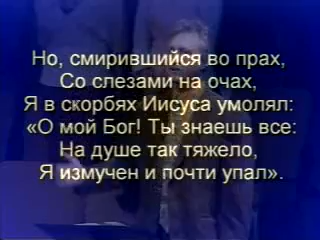 Но, смирившийся во прах,
Со слезами на очах,
Я в скорбях Иисуса умолял:
«О мой Бог! Ты знаешь все:
На душе так тяжело,
Я измучен и почти упал».